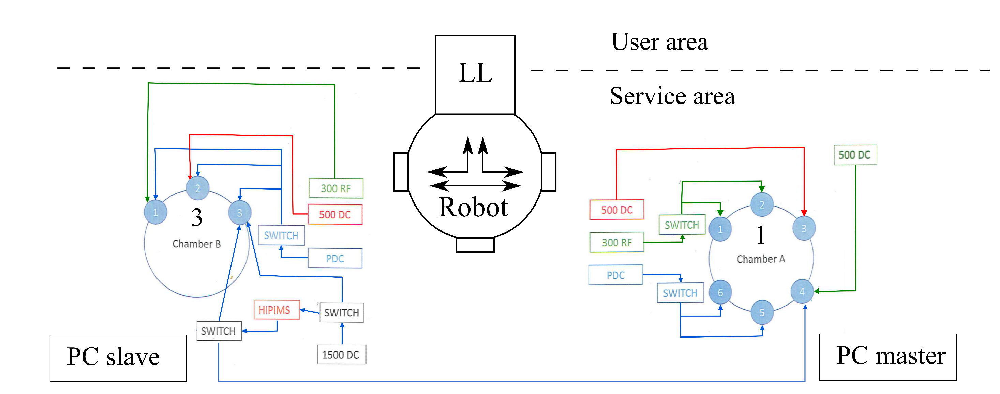 User area
LL
Service area
500 DC
300 RF
2
500 DC
3
1
3
Chamber B
SWITCH
PDC
HIPIMS
SWITCH
SWITCH
1500 DC
PC slave
Robot
500 DC
SWITCH
300 RF
PDC
SWITCH
2
1
3
1
Chamber A
6
4
5
PC master